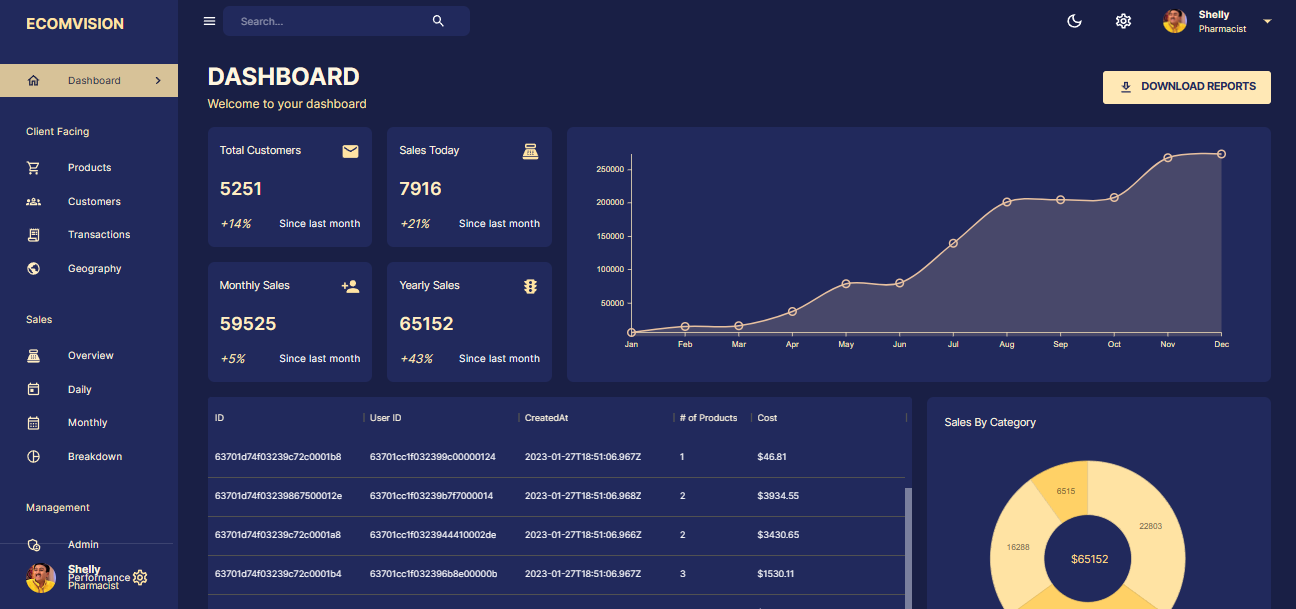 ECOMVISION
Search...
Shelly
Pharmacist
Dashboard
Client Facing
Products
Customers
Transactions
Geography
Sales
Overview
Daily
Monthly
Breakdown
Management
Admin
Shelly
Performance
Pharmacist
DASHBOARD
Welcome to your dashboard
DOWNLOAD REPORTS
Total Customers
5251
+14% Since last month
Sales Today
7916
+21% Since last month
Monthly Sales
59525
+5% Since last month
Yearly Sales
65152
+43% Since last month
250000
200000
150000
100000
50000
Jan Feb Mar Apr May Jun Jul Aug Sep Oct Nov Dec
ID User ID CreatedAt # of Products Cost
63701d74f03239c72c0001b8 63701cc1f032399c00000124 2023-01-27T18:51:06.967Z 1 $46.81
63701d74f03239867500012e 63701cc1f03239b7f7000014 2023-01-27T18:51:06.968Z 2 $3934.55
63701d74f03239c72c0001a8 63701cc1f0323944410002de 2023-01-27T18:51:06.966Z 2 $3430.65
63701d74f03239c72c0001b4 63701cc1f032396b8e00000b 2023-01-27T18:51:06.967Z 3 $1530.11
Sales By Category
6515
22803
16288
$65152